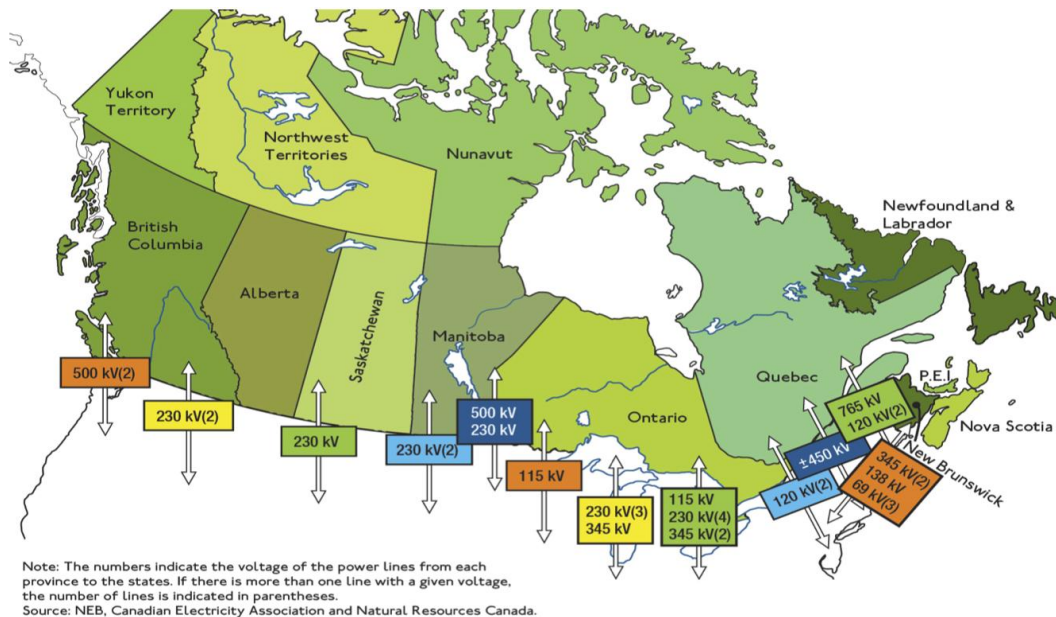 Yukon
Territory
Northwest
Territories
Nunavut
British
Columbia
Alberta
Saskatchewan
Manitoba
Ontario
Quebec
Newfoundland &
Labrador
P.E.I.
Nova Scotia
New Brunswick
500 kV(2)
230 kV(2)
230 kV
230 kV(2)
500 kV
230 kV
115 kV
230 kV(3)
345 kV
115 kV
230 kV(4)
345 kV(2)
120 kV(2)
±450 kV
765 kV
120 kV(2)
345 kV(2)
138 kV
69 kV(3)
Note: The numbers indicate the voltage of the power lines from each
province to the states. If there is more than one line with a given voltage,
the number of lines is indicated in parentheses.
Source: NEB, Canadian Electricity Association and Natural Resources Canada.